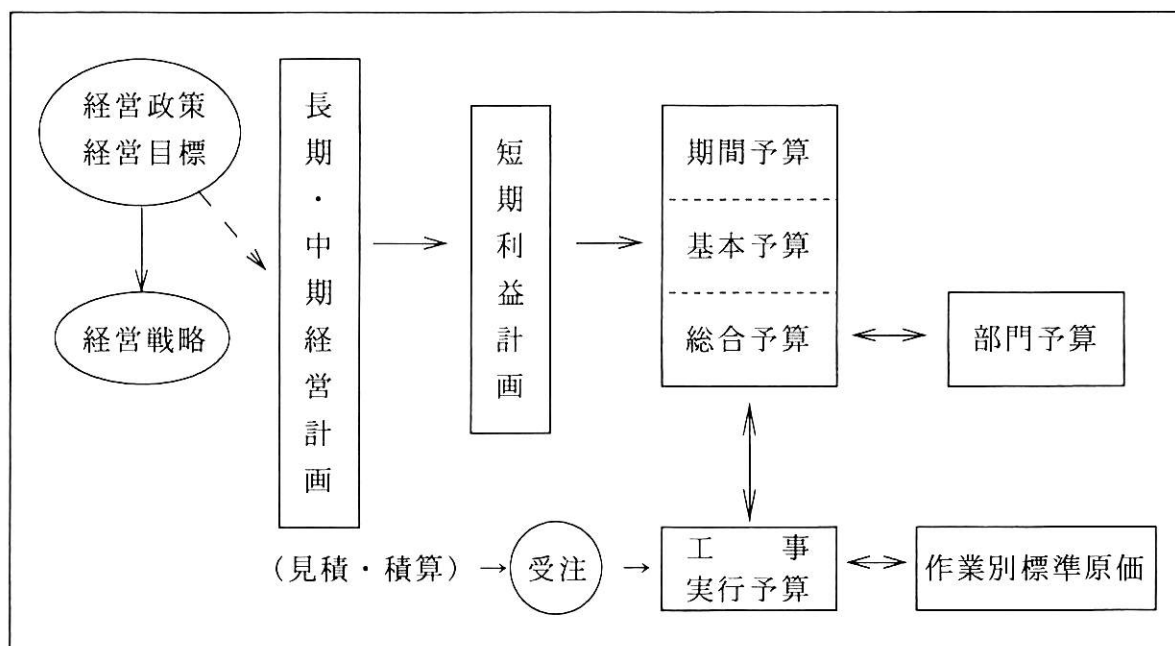 経営政策
経営目標
経営戦略
長期・中期経営計画
短期利益計画
期間予算
基本予算
総合予算
部門予算
(見積・積算)
受注
工事
実行予算
作業別標準原価